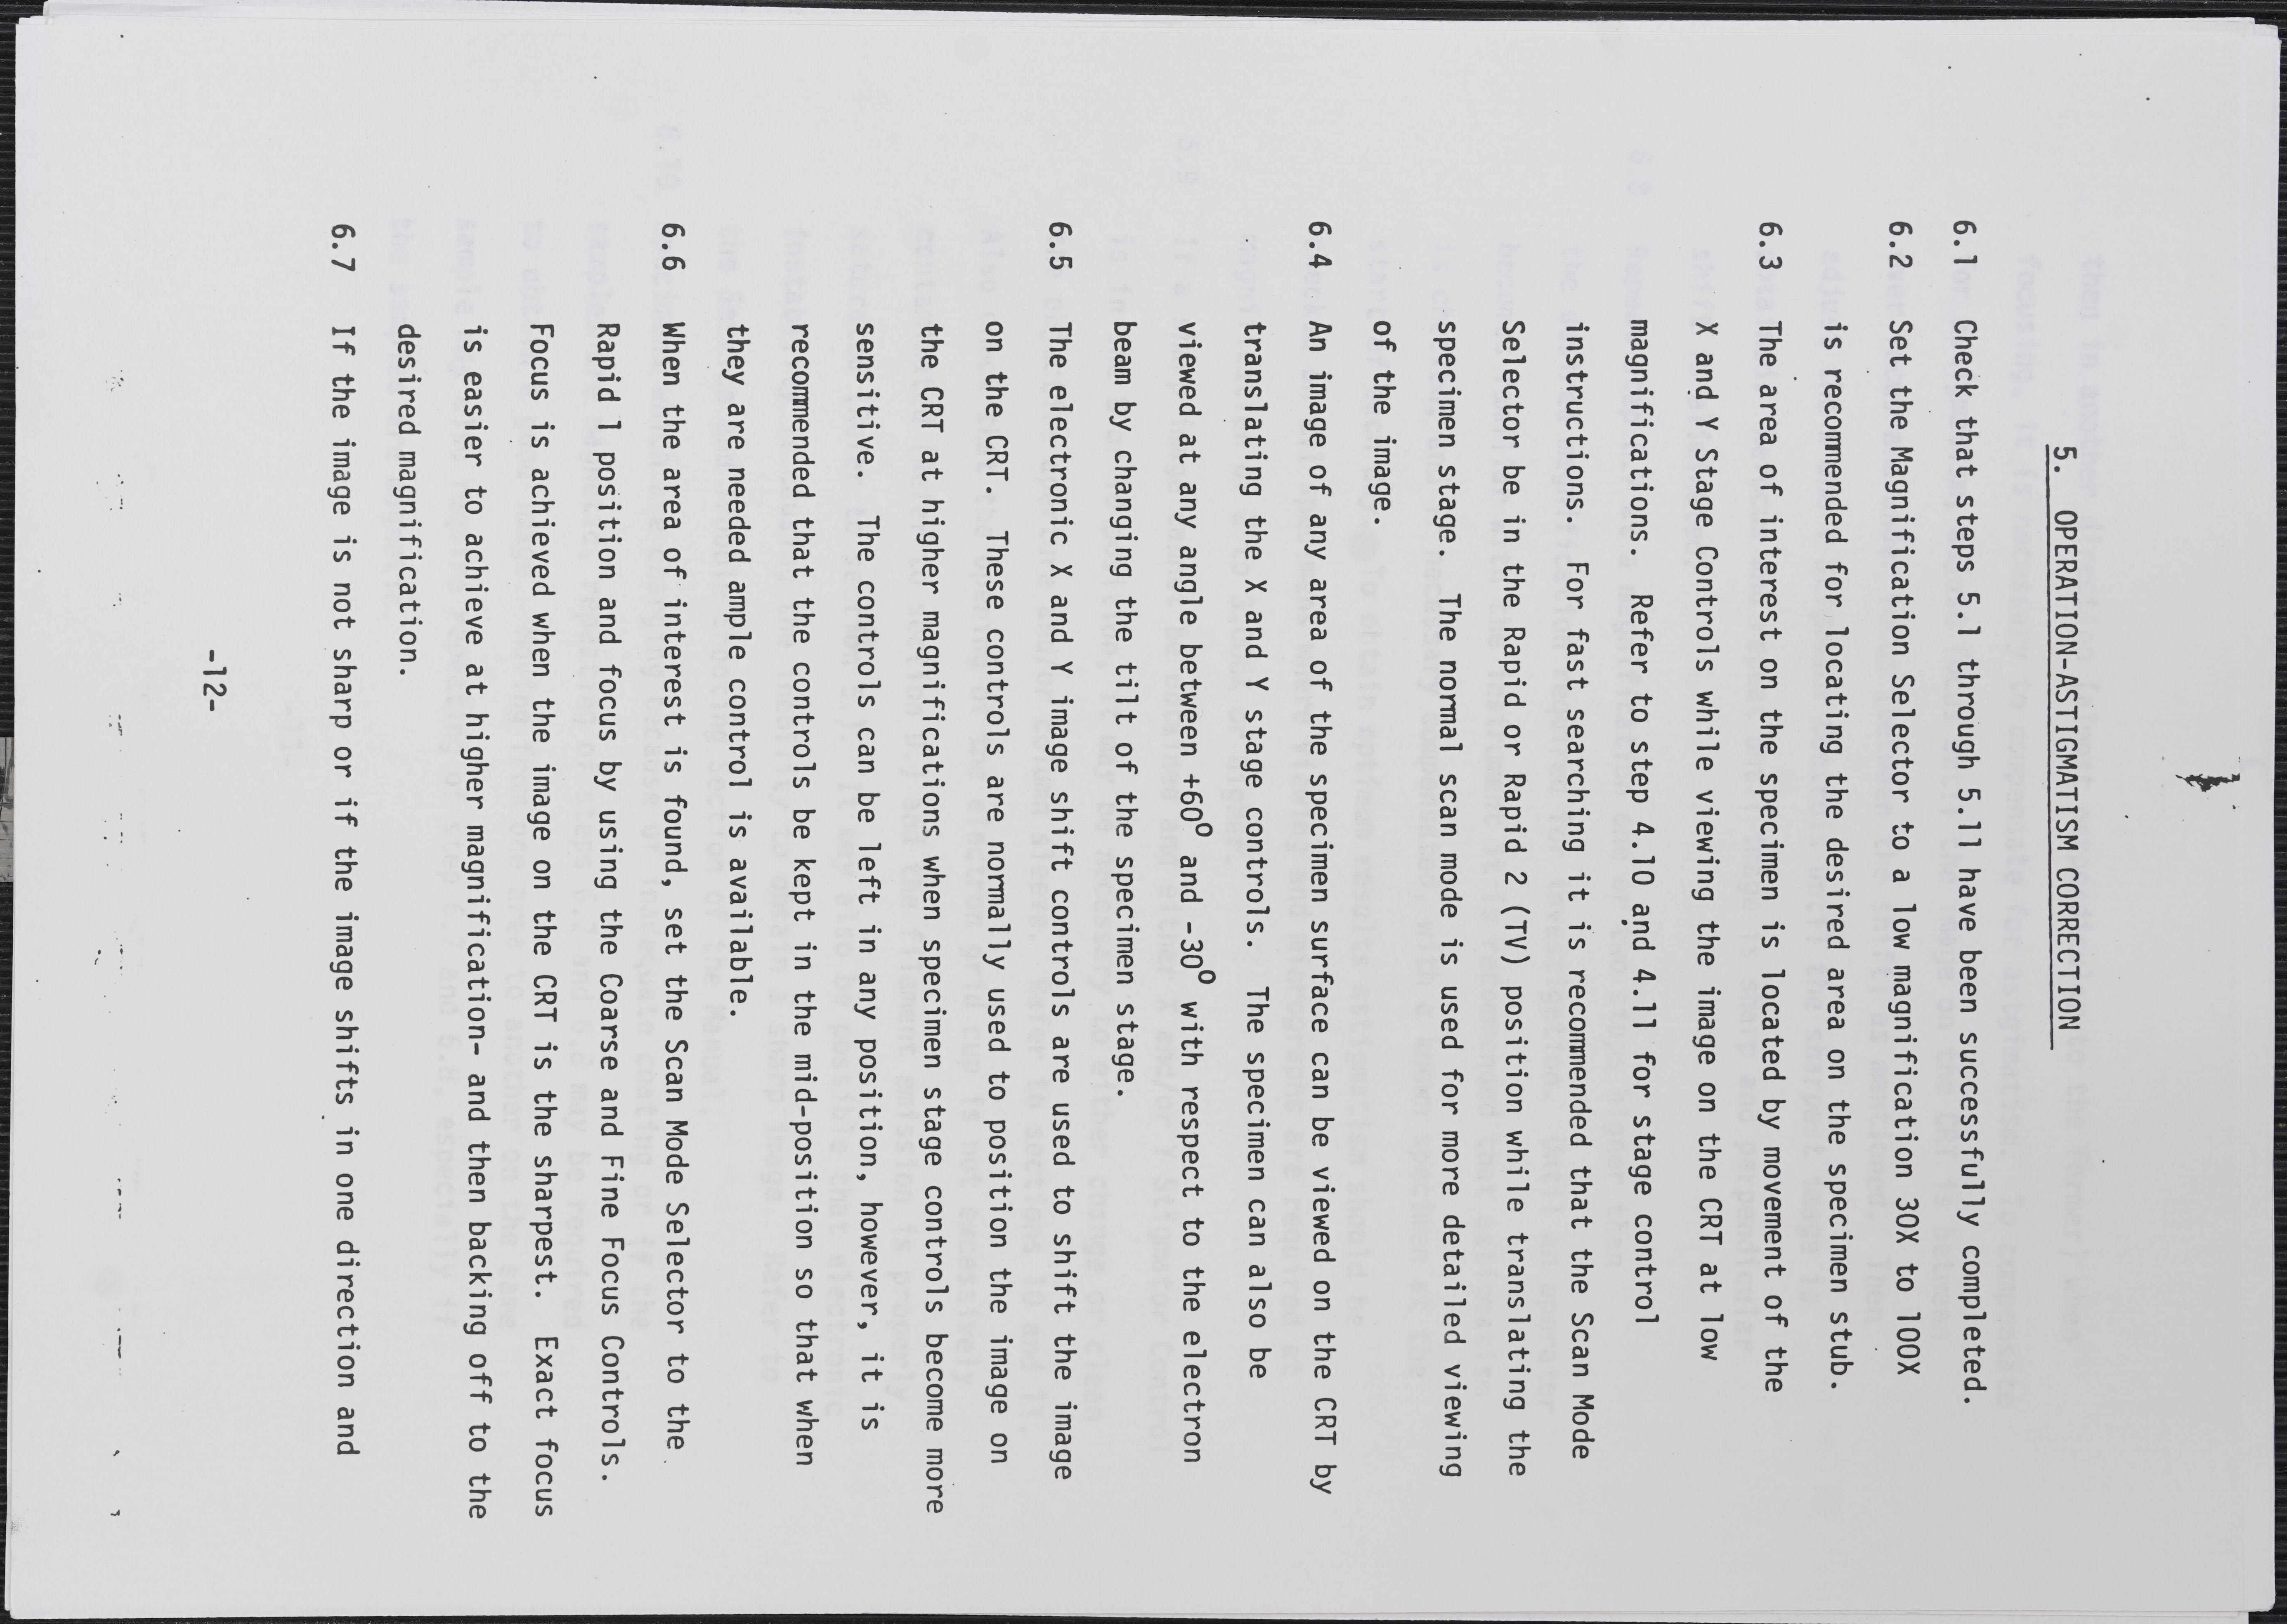 5. OPERATION-ASTIGMATISM CORRECTION
6.1 Check that steps 5.1 through 5.11 have been successfully completed.
6.2 Set the Magnification Selector to a low magnification 30X to 100X
is recommended for locating the desired area on the specimen stub.
6.3 The area of interest on the specimen is located by movement of the
X and Y Stage Controls while viewing the image on the CRT at low
magnifications. Refer to step 4.10 and 4.11 for stage control
instructions. For fast searching it is recommended that the Scan Mode
Selector be in the Rapid or Rapid 2 (TV) position while translating the
specimen stage. The normal scan mode is used for more detailed viewing
of the image.
6.4 An image of any area of the specimen surface can be viewed on the CRT by
translating the X and Y stage controls. The specimen can also be
viewed at any angle between +60° and -30° with respect to the electron
beam by changing the tilt of the specimen stage.
6.5 The electronic X and Y image shift controls are used to shift the image
on the CRT. These controls are normally used to position the image on
the CRT at higher magnifications when specimen stage controls become more
sensitive. The controls can be left in any position, however, it is
recommended that the controls be kept in the mid-position so that when
they are needed ample control is available.
6.6 When the area of interest is found, set the Scan Mode Selector to the
Rapid 1 position and focus by using the Coarse and Fine Focus Controls.
Focus is achieved when the image on the CRT is the sharpest. Exact focus
is easier to achieve at higher magnification- and then backing off to the
desired magnification.
6.7 If the image is not sharp or if the image shifts in one direction and
-12-